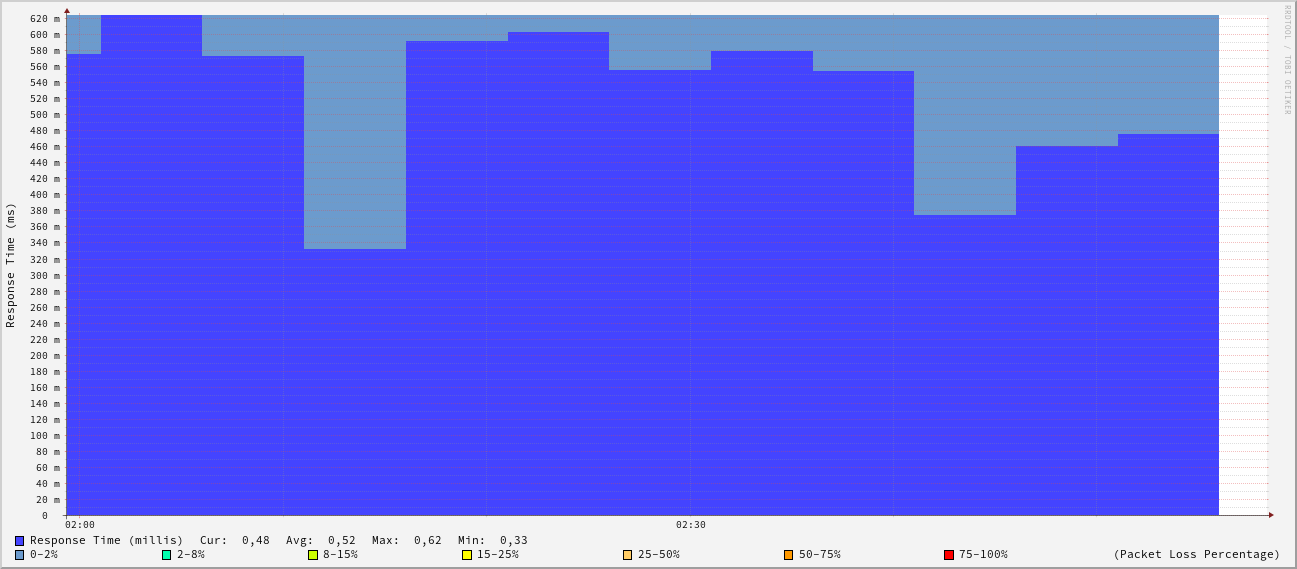 RRDTOOL / TOBI OETIKER
Response Time (ms)
620 m
600 m
580 m
560 m
540 m
520 m
500 m
480 m
460 m
440 m
420 m
400 m
380 m
360 m
340 m
320 m
300 m
280 m
260 m
240 m
220 m
200 m
180 m
160 m
140 m
120 m
100 m
80 m
60 m
40 m
20 m
0
02:00 02:30
Response Time (millis) Cur: 0,48 Avg: 0,52 Max: 0,62 Min: 0,33
0-2% 2-8% 8-15% 15-25% 25-50% 50-75% 75-100% (Packet Loss Percentage)